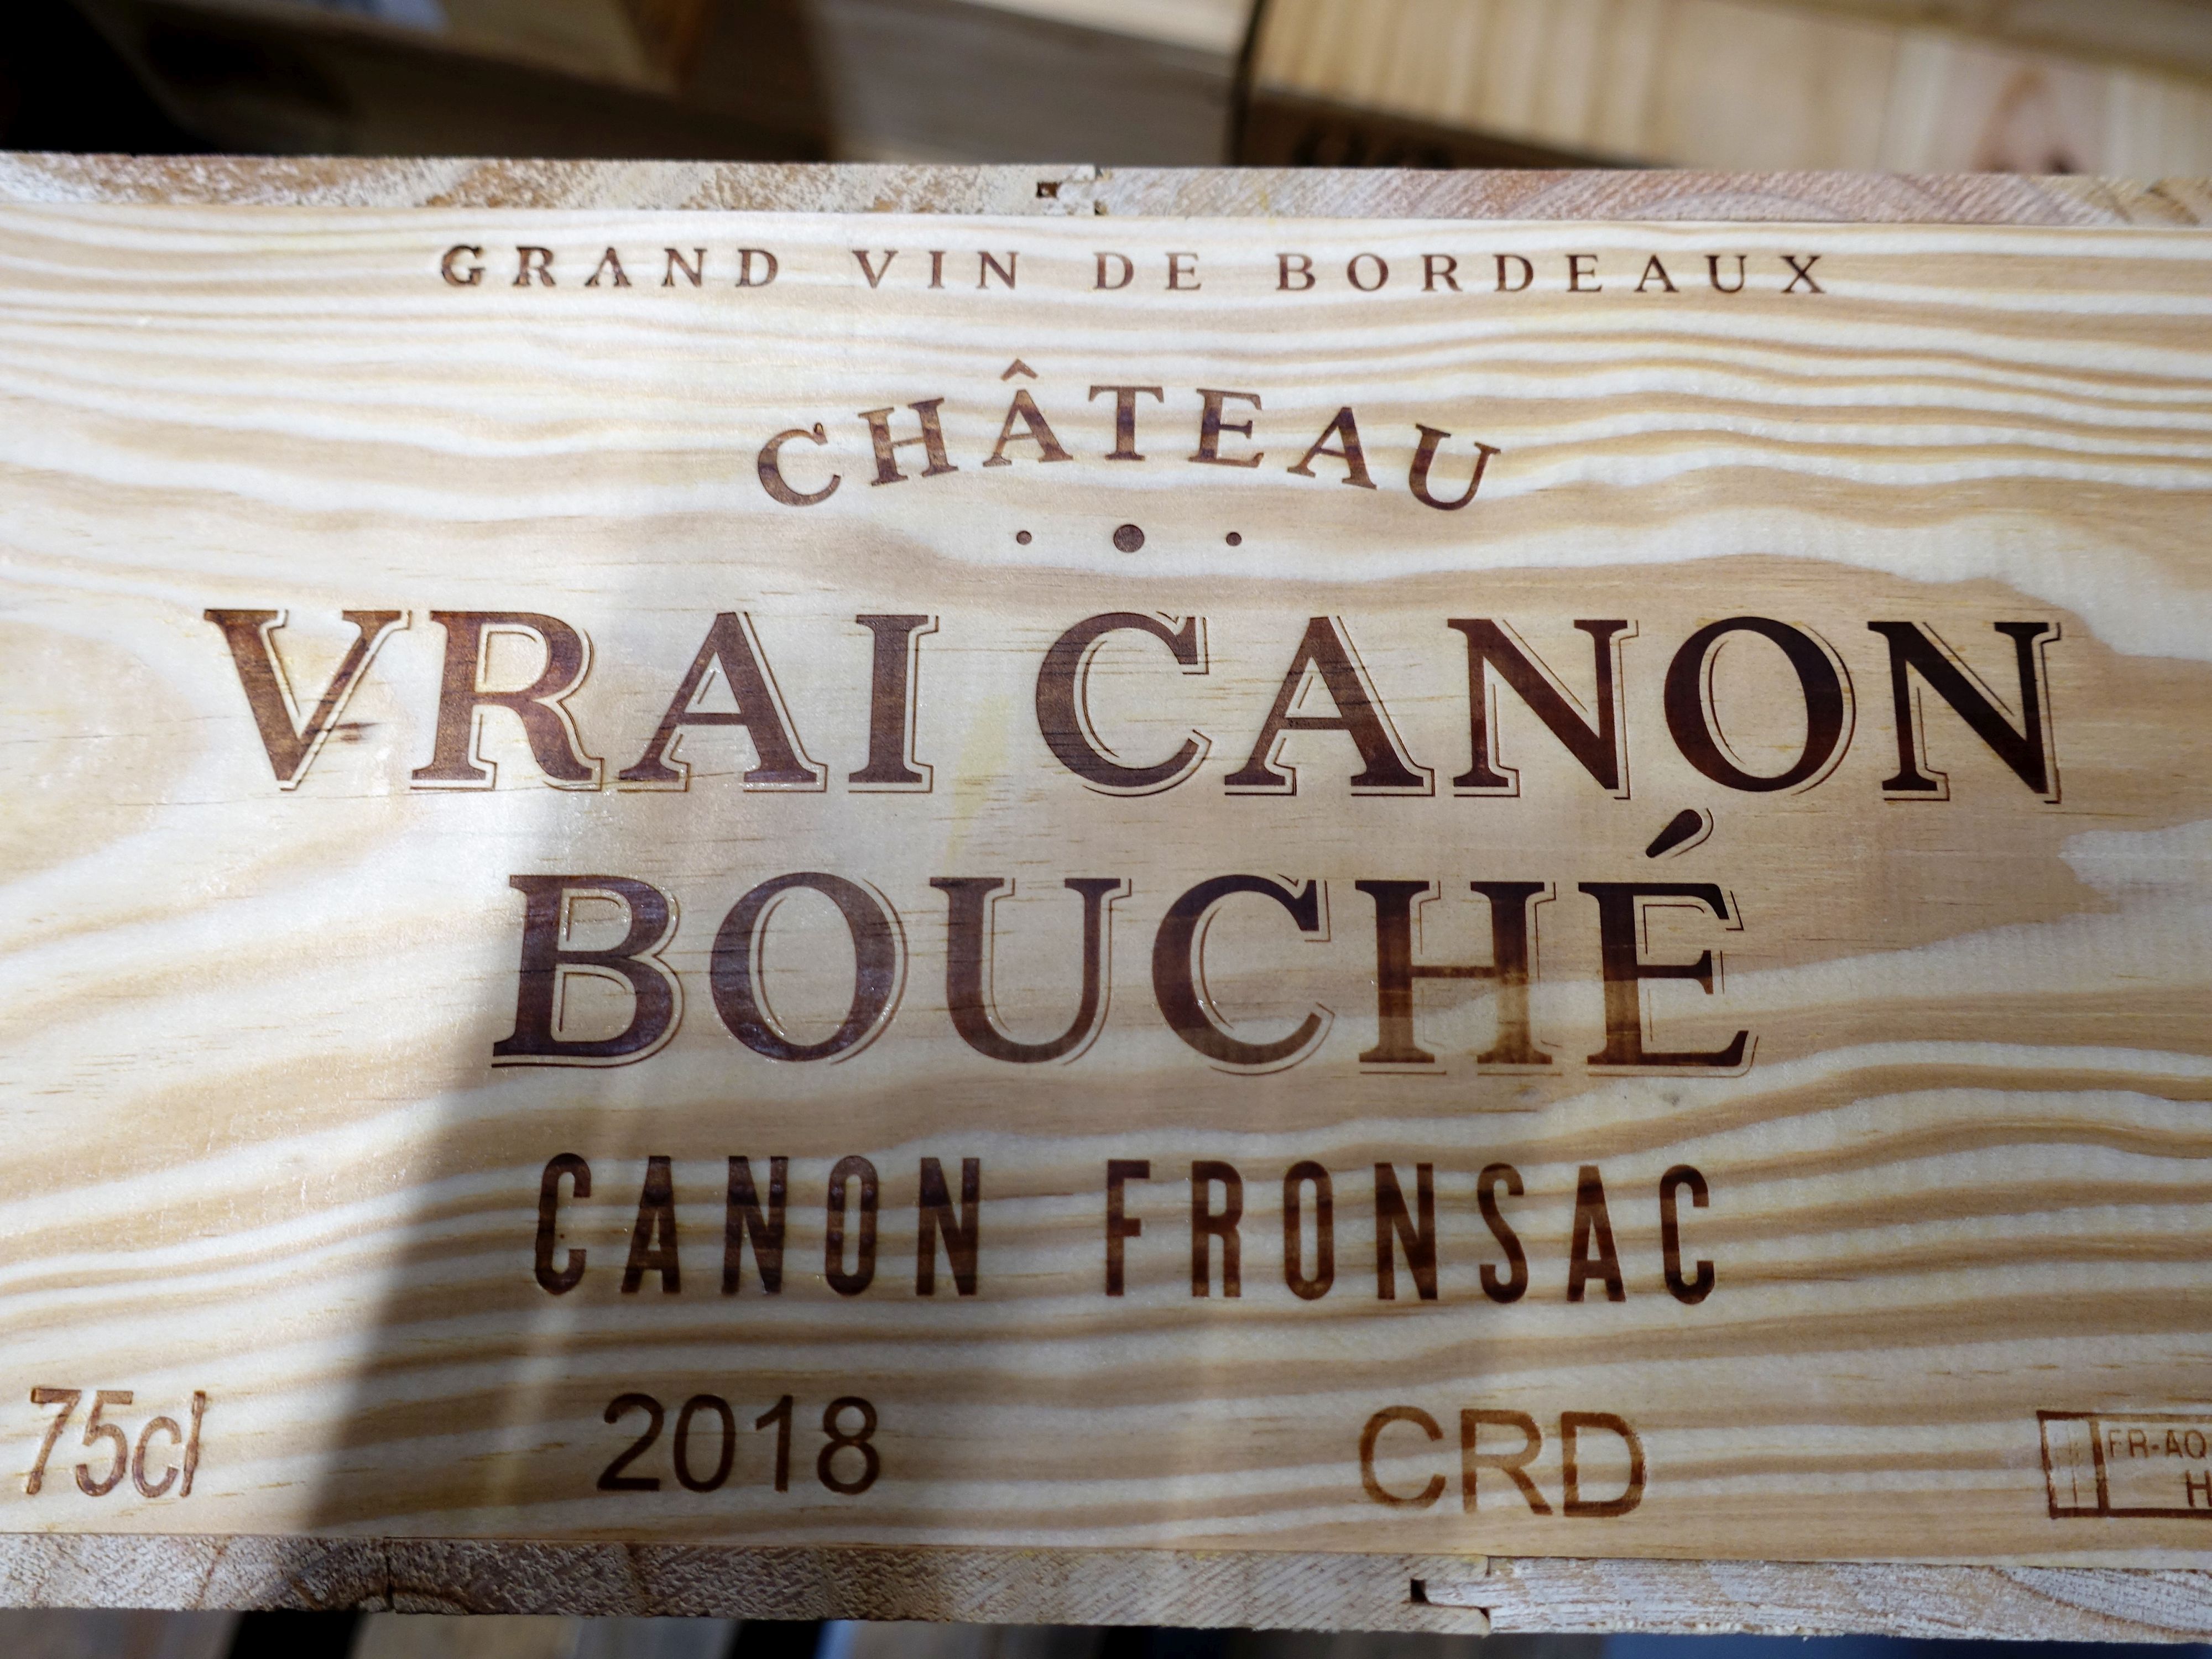 GRAND VIN DE BORDEAUX
CHÂTEAU
VRAI CANON
BOUCHÉ
CANON FRONSAC
75cl 2018 CRD